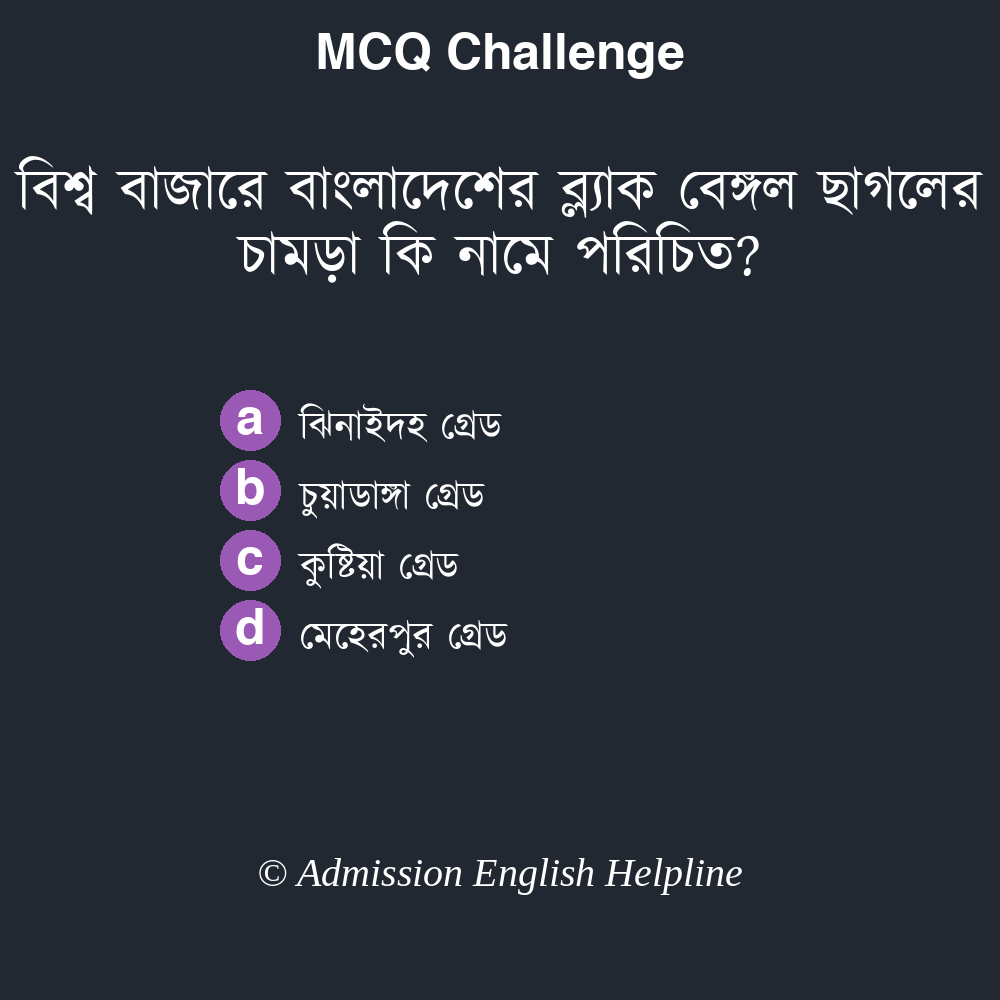 MCQ Challenge
বিশ্ব বাজারে বাংলাদেশের ব্ল্যাক বেঙ্গল ছাগলের
চামড়া কি নামে পরিচিত?
a ঝিনাইদহ গ্রেড
b চুয়াডাঙ্গা গ্রেড
c কুষ্টিয়া গ্রেড
d মেহেরপুর গ্রেড
© Admission English Helpline